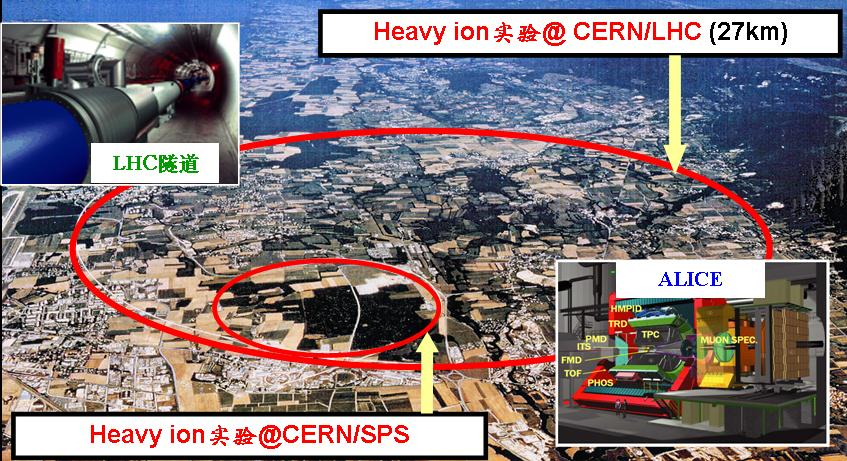 Heavy ion实验@ CERN/LHC (27km)
LHC隧道
ALICE
HMPID
TRD
TPC
PMD
ITS
MUON SPEC.
FMD
TOF
PHOS
Heavy ion实验@CERN/SPS